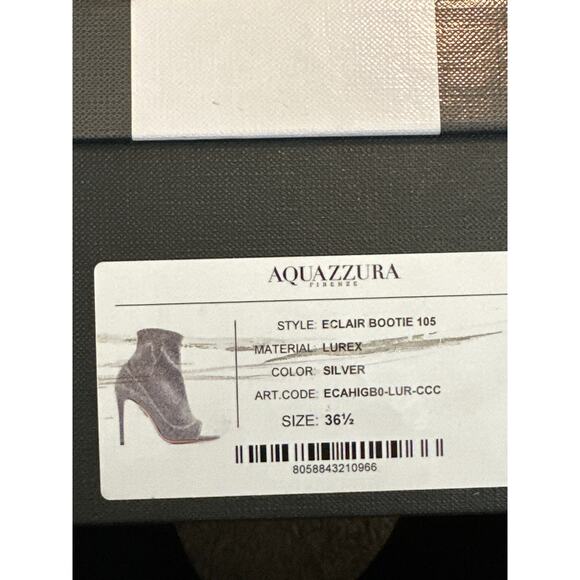 AQUAZZURA
FIRENZE
STYLE: ECLAIR BOOTIE 105
MATERIAL: LUREX
COLOR: SILVER
ART.CODE: ECAHIGB0-LUR-CCC
SIZE: 36½
8058843210966